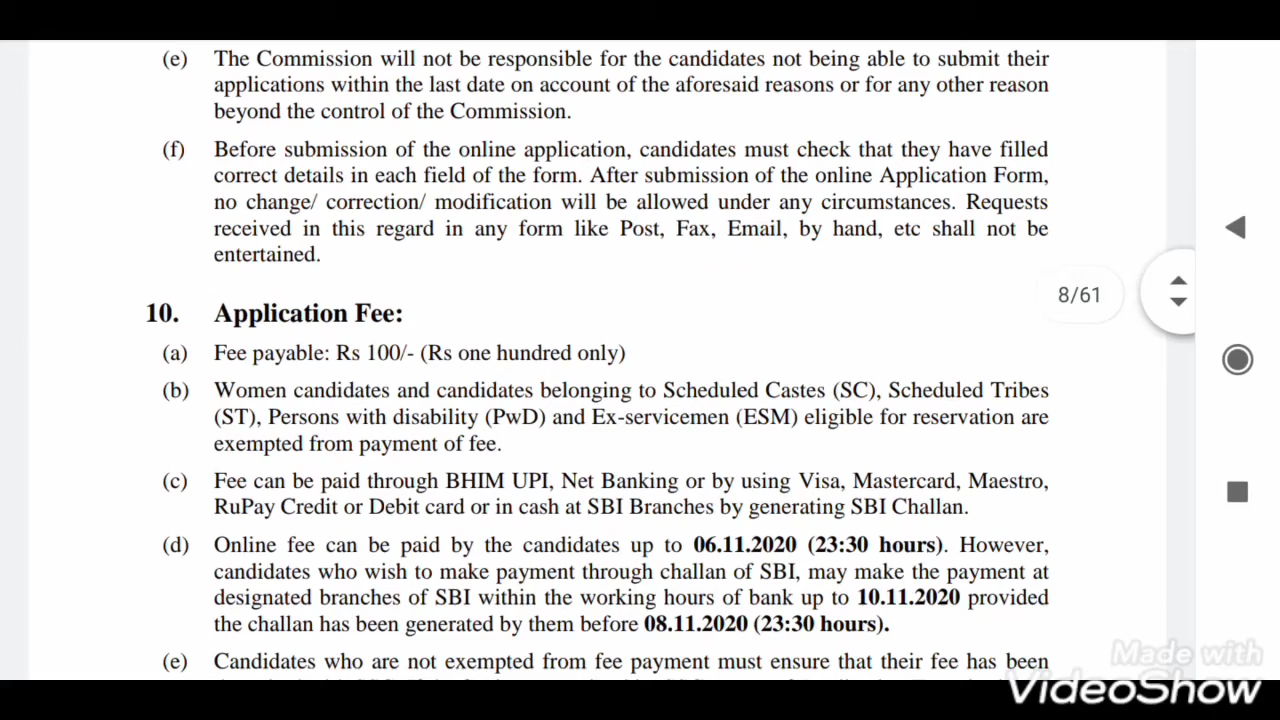 (e) The Commission will not be responsible for the candidates not being able to submit their
applications within the last date on account of the aforesaid reasons or for any other reason
beyond the control of the Commission.
(f) Before submission of the online application, candidates must check that they have filled
correct details in each field of the form. After submission of the online Application Form,
no change/ correction/ modification will be allowed under any circumstances. Requests
received in this regard in any form like Post, Fax, Email, by hand, etc shall not be
entertained.
8/61
10. Application Fee:
(a) Fee payable: Rs 100/- (Rs one hundred only)
(b) Women candidates and candidates belonging to Scheduled Castes (SC), Scheduled Tribes
(ST), Persons with disability (PwD) and Ex-servicemen (ESM) eligible for reservation are
exempted from payment of fee.
(c) Fee can be paid through BHIM UPI, Net Banking or by using Visa, Mastercard, Maestro,
RuPay Credit or Debit card or in cash at SBI Branches by generating SBI Challan.
(d) Online fee can be paid by the candidates up to 06.11.2020 (23:30 hours). However,
candidates who wish to make payment through challan of SBI, may make the payment at
designated branches of SBI within the working hours of bank up to 10.11.2020 provided
the challan has been generated by them before 08.11.2020 (23:30 hours).
(e) Candidates who are not exempted from fee payment must ensure that their fee has been
Made with
VideoShow